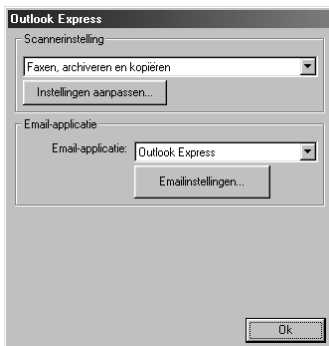 Outlook Express
Scannerinstelling
Faxen, archiveren en kopiëren
Instellingen aanpassen...
Email-applicatie
Email-applicatie: Outlook Express
Emailinstellingen...
Ok